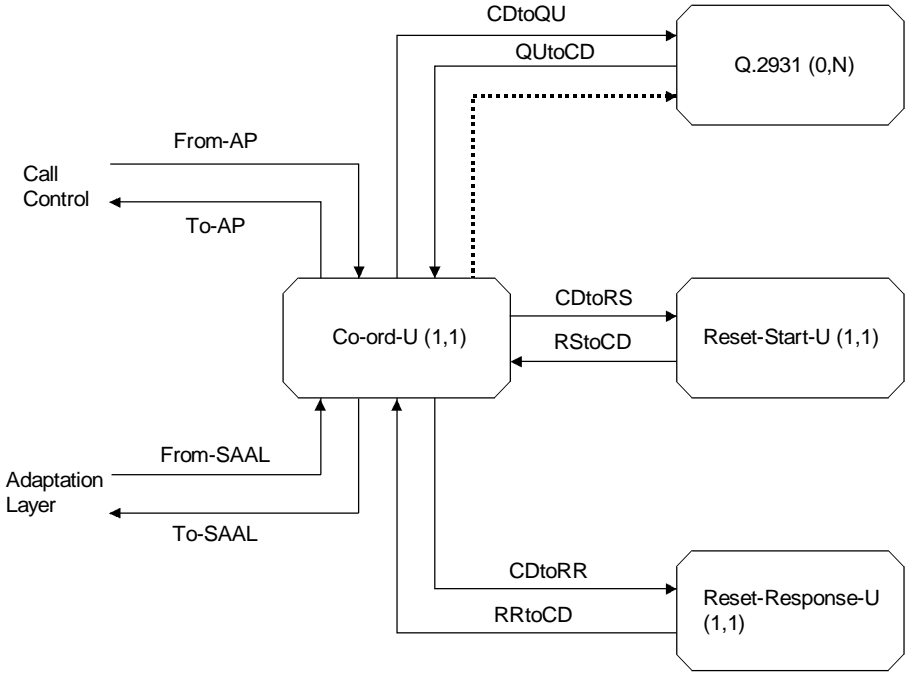 CDtoQU
QUtoCD
Q.2931 (0,N)
From-AP
Call
Control
To-AP
CDtoRS
Co-ord-U (1,1)
Reset-Start-U (1,1)
RStoCD
From-SAAL
Adaptation
Layer
To-SAAL
CDtoRR
Reset-Response-U
(1,1)
RRtoCD